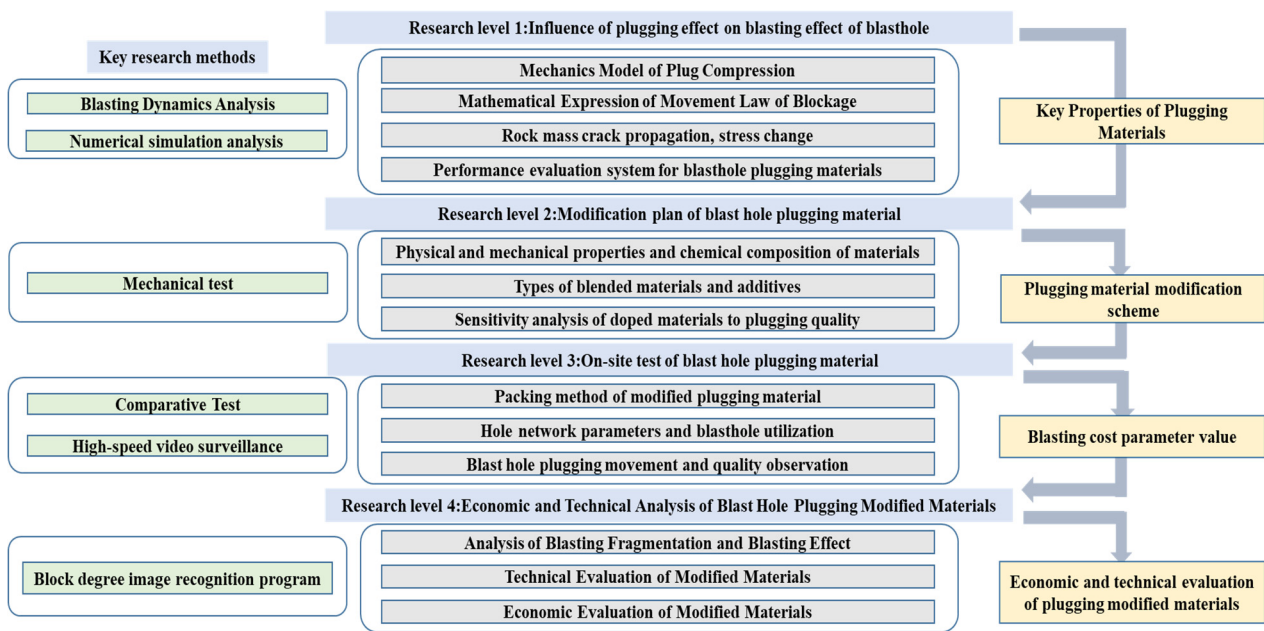 Research level 1:Influence of plugging effect on blasting effect of blasthole
Key research methods
Blasting Dynamics Analysis
Numerical simulation analysis
Mechanics Model of Plug Compression
Mathematical Expression of Movement Law of Blockage
Rock mass crack propagation, stress change
Performance evaluation system for blasthole plugging materials
Key Properties of Plugging
Materials
Research level 2:Modification plan of blast hole plugging material
Mechanical test
Physical and mechanical properties and chemical composition of materials
Types of blended materials and additives
Sensitivity analysis of doped materials to plugging quality
Plugging material modification
scheme
Research level 3:On-site test of blast hole plugging material
Comparative Test
High-speed video surveillance
Packing method of modified plugging material
Hole network parameters and blasthole utilization
Blast hole plugging movement and quality observation
Blasting cost parameter value
Research level 4:Economic and Technical Analysis of Blast Hole Plugging Modified Materials
Block degree image recognition program
Analysis of Blasting Fragmentation and Blasting Effect
Technical Evaluation of Modified Materials
Economic Evaluation of Modified Materials
Economic and technical evaluation
of plugging modified materials